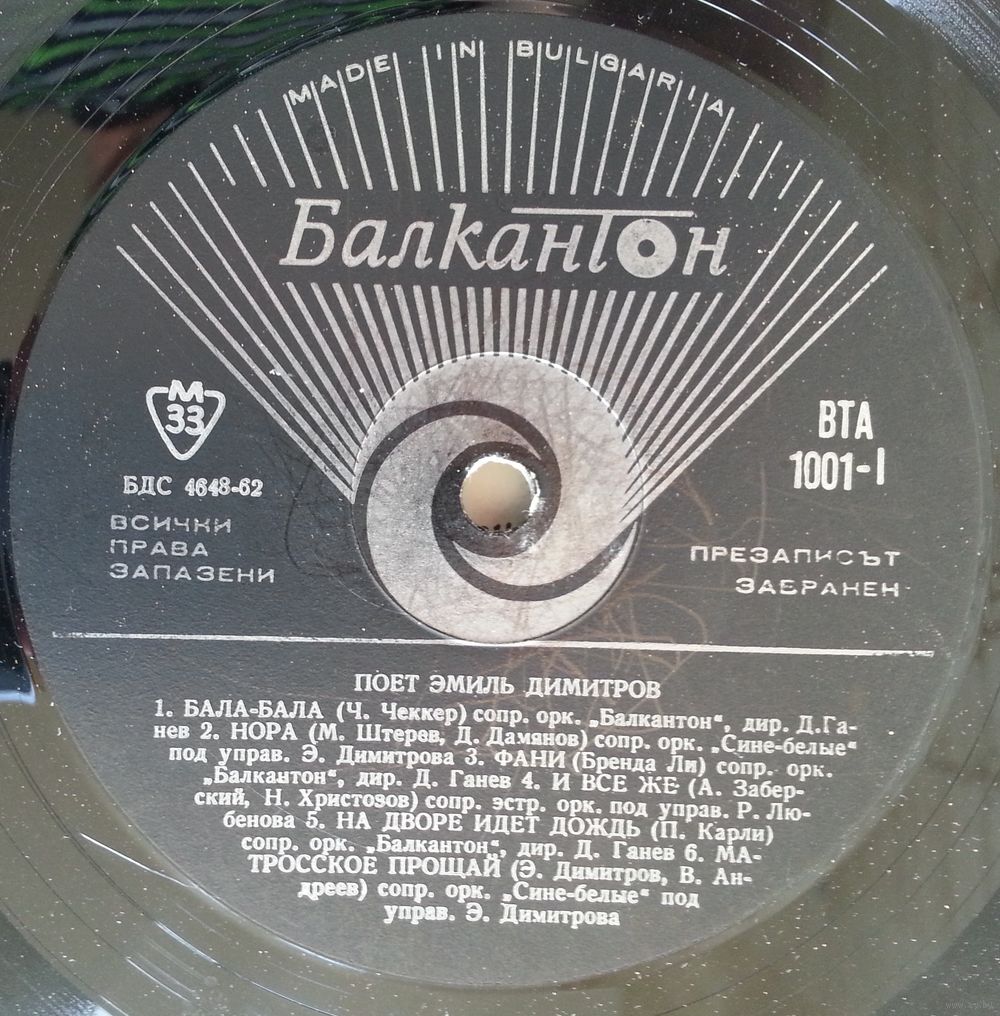 MADE IN BULGARIA
Балкантон
М
33
ВТА
1001-I
БДС 4648-62
ВСИЧКИ
ПРАВА
ЗАПАЗЕНИ
ПРЕЗАПИСЪТ
ЗАБРАНЕН
ПОЕТ ЭМИЛЬ ДИМИТРОВ
1. БАЛА-БАЛА (Ч. Чеккер) сопр. орк. „Балкантон“, дир. Д.Га-
нев 2. НОРА (М. Штерев, Д. Дамянов) сопр. орк. „Сине-белые“
под управ. Э. Димитрова 3. ФАНИ (Бренда Ли) сопр. орк.
„Балкантон“, дир. Д. Ганев 4. И ВСЕ ЖЕ (А. Забер-
ский, Н. Христозов) сопр. эстр. орк. под управ. Р. Лю-
бенова 5. НА ДВОРЕ ИДЕТ ДОЖДЬ (П. Карли)
сопр. орк. „Балкантон“, дир. Д. Ганев 6. МА-
ТРОССКОЕ ПРОЩАЙ (Э. Димитров, В. Ан-
дреев) сопр. орк. „Сине-белые“ под
управ. Э. Димитрова